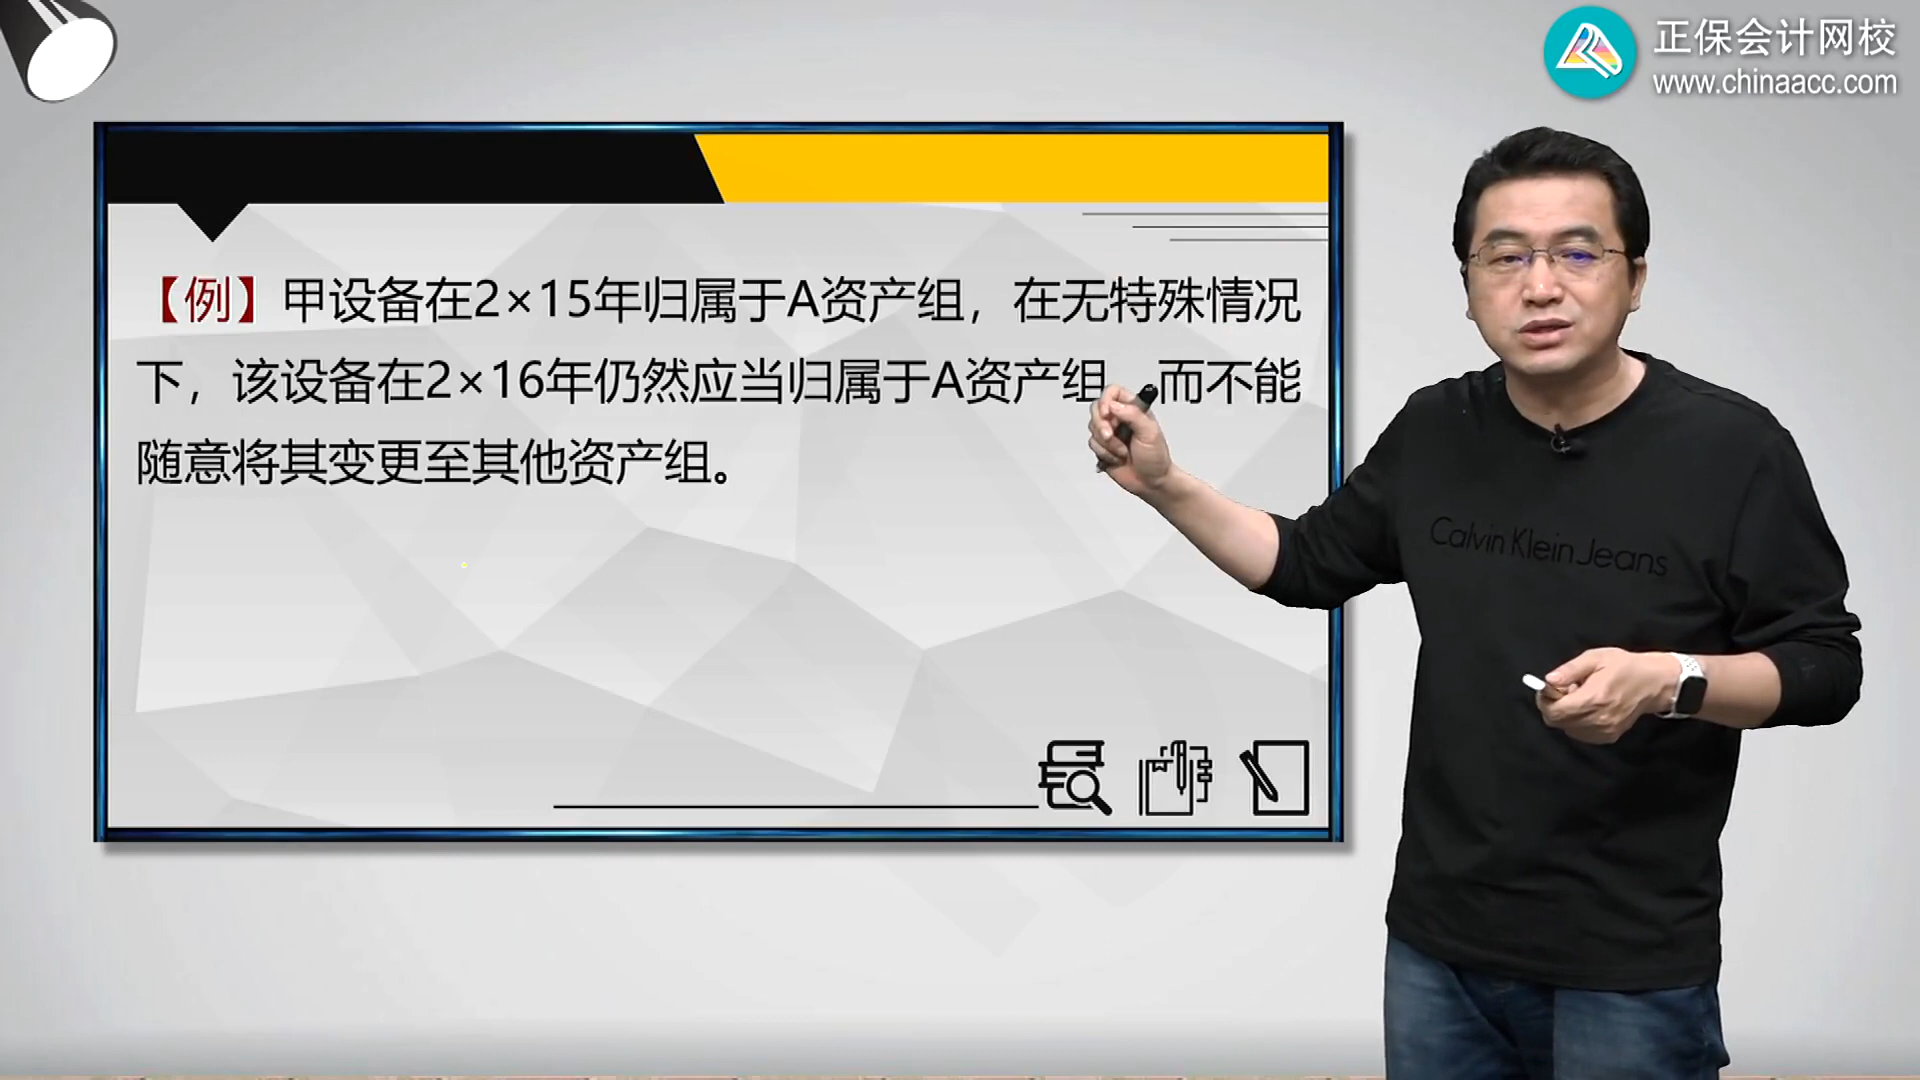 正保会计网校
www.chinaacc.com
【例】甲设备在2×15年归属于A资产组，在无特殊情况
下，该设备在2×16年仍然应当归属于A资产组 而不能
随意将其变更至其他资产组。
Calvin Klein Jeans